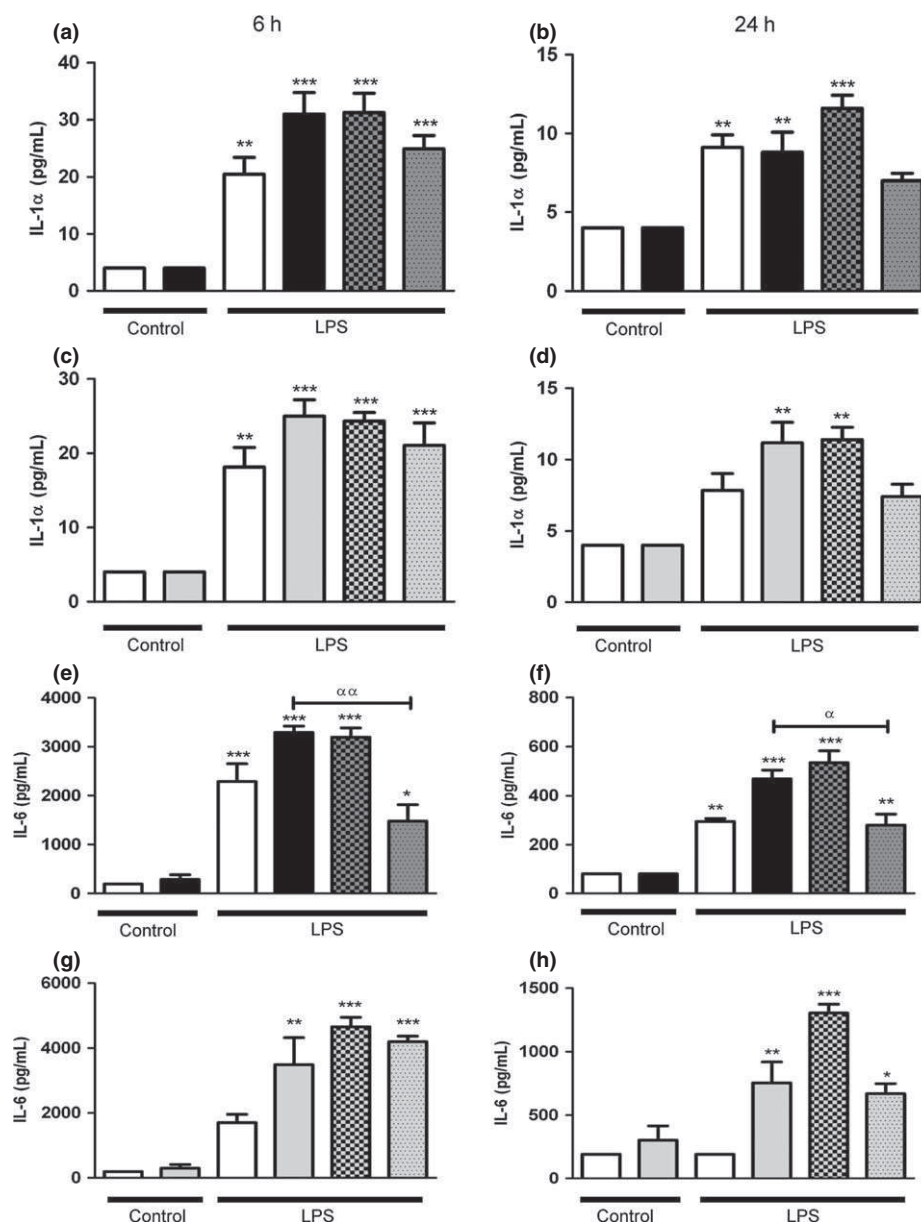 6 h 24 h
(a) (b)
IL-1α (pg/mL)
40
30
20
10
0
** *** *** ***
Control LPS
IL-1α (pg/mL)
15
10
5
0
** ** ***
Control LPS
(c) (d)
IL-1α (pg/mL)
30
20
10
0
** *** *** ***
Control LPS
IL-1α (pg/mL)
15
10
5
0
** **
Control LPS
(e) (f)
IL-6 (pg/mL)
4000
3000
2000
1000
0
αα
*** *** *** *
Control LPS
IL-6 (pg/mL)
800
600
400
200
0
α
** *** *** **
Control LPS
(g) (h)
IL-6 (pg/mL)
6000
4000
2000
0
** *** ***
Control LPS
IL-6 (pg/mL)
1500
1000
500
0
** *** *
Control LPS